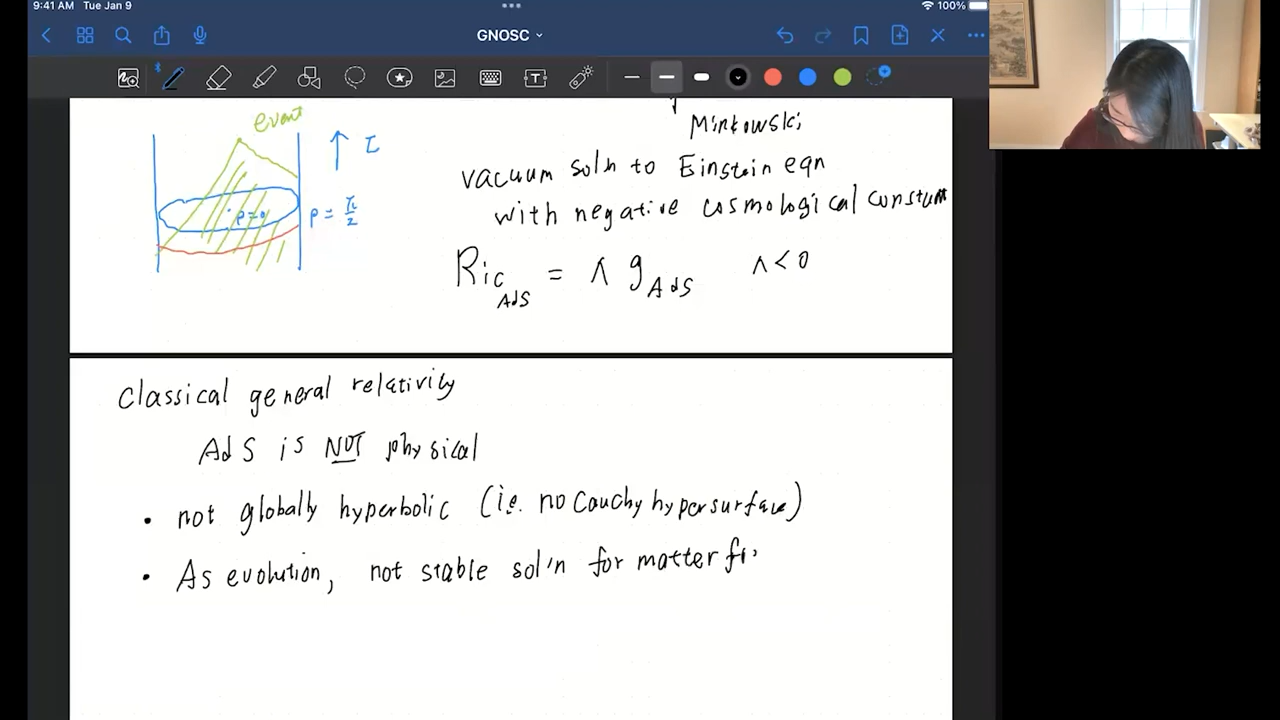 9:41 AM Tue Jan 9
100%
GNOSC
event
Minkowski
vacuum sol'n to Einstein eqn
with negative cosmological constant
ρ=0
ρ = π/2
Ric_AdS = Λ g_AdS Λ<0
classical general relativity
AdS is NOT physical
• not globally hyperbolic (i.e. no Cauchy hypersurface)
• As evolution, not stable sol'n for matter